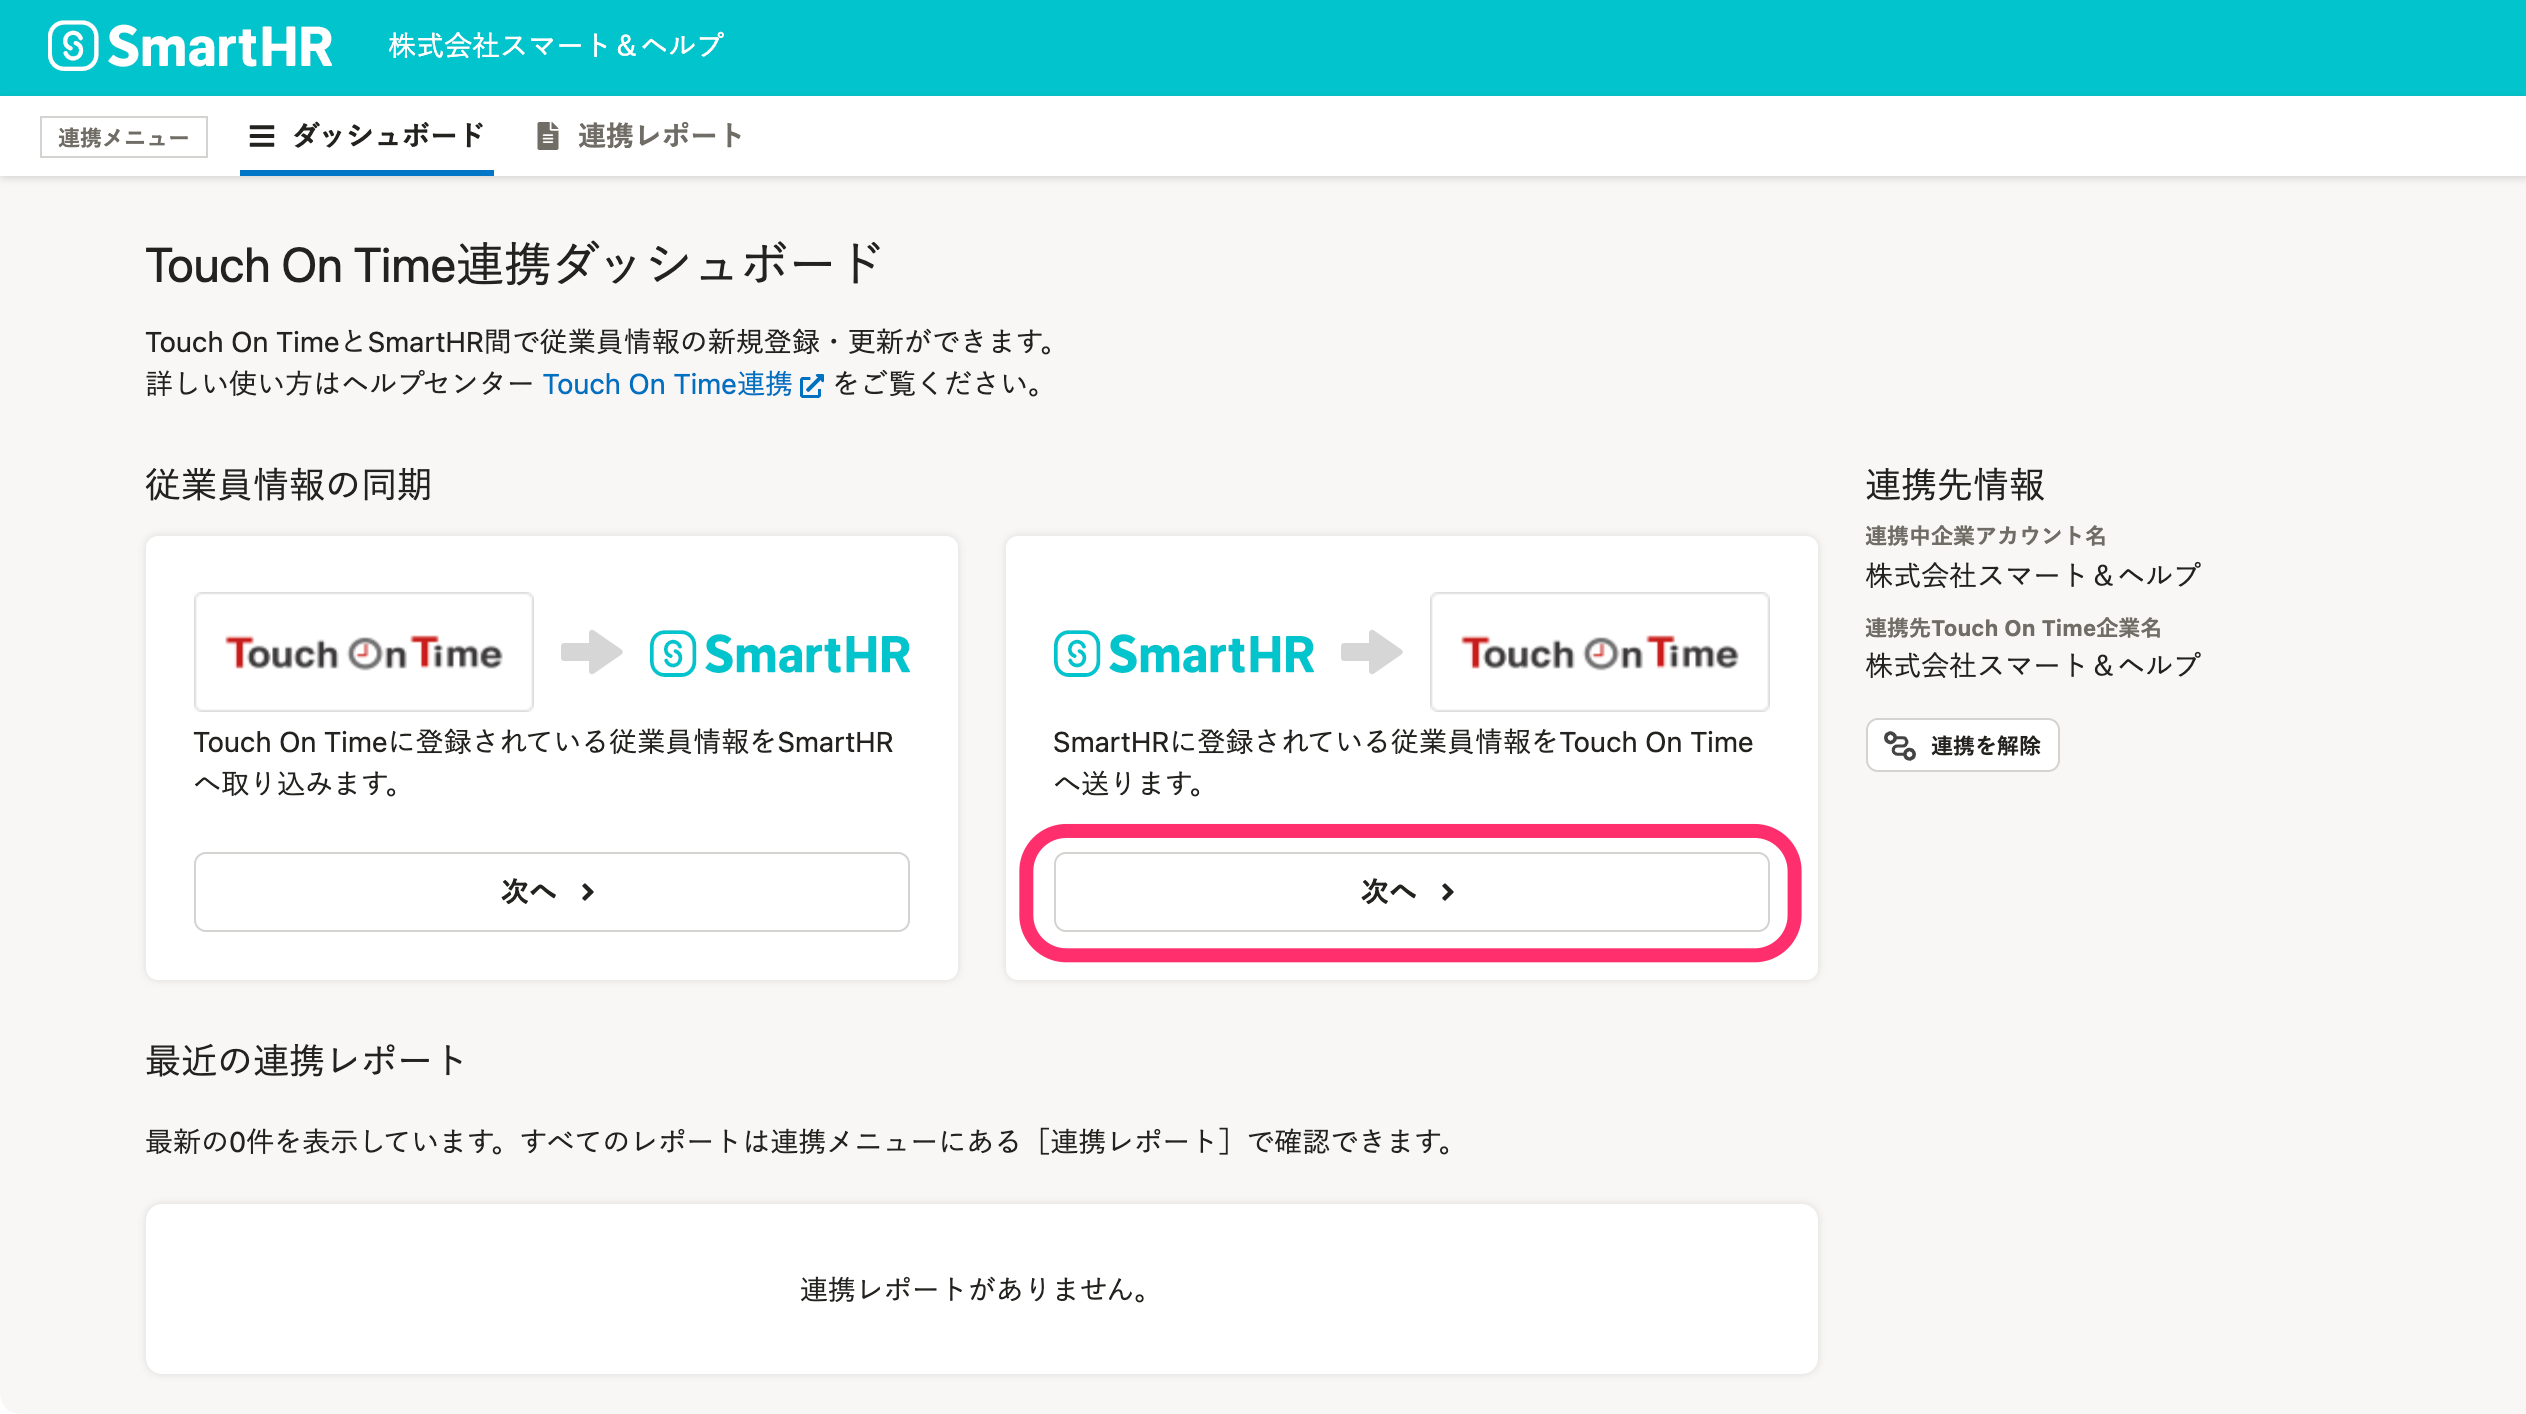 SmartHR 株式会社スマート＆ヘルプ
連携メニュー ダッシュボード 連携レポート
Touch On Time連携ダッシュボード
Touch On TimeとSmartHR間で従業員情報の新規登録・更新ができます。
詳しい使い方はヘルプセンター Touch On Time連携 をご覧ください。
従業員情報の同期
Touch On Time SmartHR
Touch On Timeに登録されている従業員情報をSmartHR
へ取り込みます。
次へ
SmartHR Touch On Time
SmartHRに登録されている従業員情報をTouch On Time
へ送ります。
次へ
連携先情報
連携中企業アカウント名
株式会社スマート＆ヘルプ
連携先Touch On Time企業名
株式会社スマート＆ヘルプ
連携を解除
最近の連携レポート
最新の0件を表示しています。すべてのレポートは連携メニューにある［連携レポート］で確認できます。
連携レポートがありません。